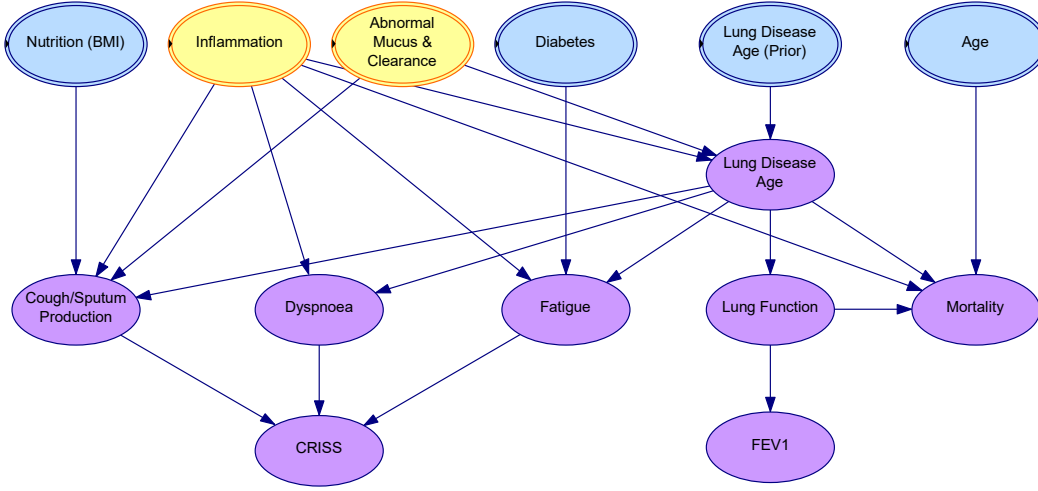 Nutrition (BMI)
Inflammation
Abnormal
Mucus &
Clearance
Diabetes
Lung Disease
Age (Prior)
Age
Lung Disease
Age
Cough/Sputum
Production
Dyspnoea
Fatigue
Lung Function
Mortality
CRISS
FEV1